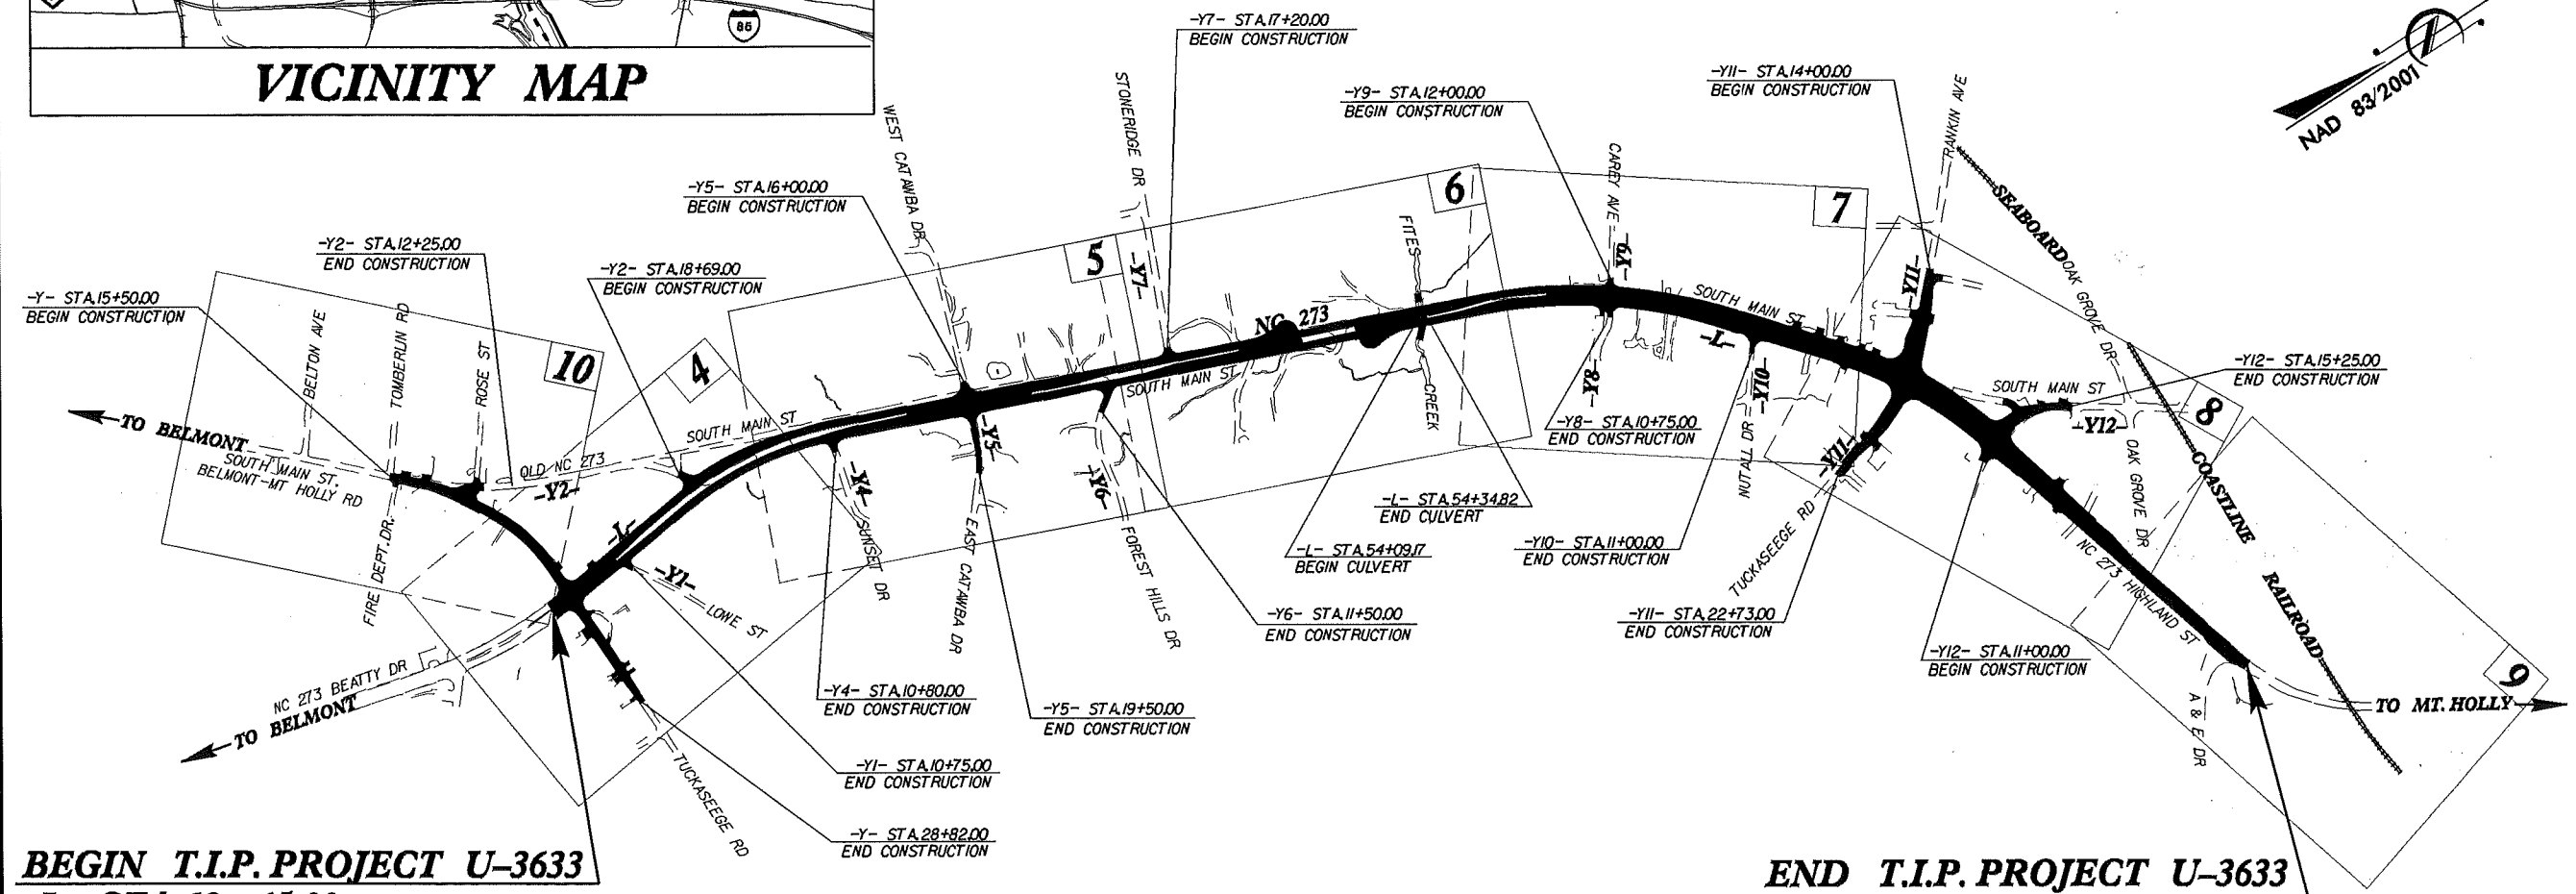 85
VICINITY MAP
-Y7- STA.17+20.00
BEGIN CONSTRUCTION
-Y9- STA.12+00.00
BEGIN CONSTRUCTION
-Y11- STA.14+00.00
BEGIN CONSTRUCTION
NAD 83/2001
-Y5- STA.16+00.00
BEGIN CONSTRUCTION
-Y2- STA.12+25.00
END CONSTRUCTION
-Y2- STA.18+69.00
BEGIN CONSTRUCTION
-Y- STA.15+50.00
BEGIN CONSTRUCTION
WEST CATAWBA DR
STONERIDGE DR
FITES
CREEK
CAREY AVE
RANKIN AVE
SEABOARD
COASTLINE
RAILROAD
OAK GROVE DR
OAK GROVE DR
10
4
5
6
7
8
9
BELTON AVE
TOMBERLIN RD
ROSE ST
TO BELMONT
SOUTH MAIN ST.
BELMONT-MT HOLLY RD
FIRE DEPT. DR.
OLD NC 273
-Y2-
SOUTH MAIN ST
-L-
-Y1-
LOWE ST
-Y4-
SUNSET DR
-Y5-
EAST CATAWBA DR
-Y6-
FOREST HILLS DR
-Y7-
SOUTH MAIN ST
NC 273
-Y9-
-Y8-
SOUTH MAIN ST
-L-
-Y10-
NUTALL DR
-Y11-
-Y11-
TUCKASEEGE RD
SOUTH MAIN ST
-Y12-
-Y12- STA.15+25.00
END CONSTRUCTION
-Y8- STA.10+75.00
END CONSTRUCTION
-L- STA.54+34.82
END CULVERT
-L- STA.54+09.17
BEGIN CULVERT
-Y10- STA.11+00.00
END CONSTRUCTION
-Y6- STA.11+50.00
END CONSTRUCTION
-Y11- STA.22+73.00
END CONSTRUCTION
-Y12- STA.11+00.00
BEGIN CONSTRUCTION
NC 273 HIGHLAND ST
A & E DR
TO MT. HOLLY
NC 273 BEATTY DR
TO BELMONT
-Y4- STA.10+80.00
END CONSTRUCTION
-Y5- STA.19+50.00
END CONSTRUCTION
-Y1- STA.10+75.00
END CONSTRUCTION
TUCKASEEGE RD
-Y- STA.28+82.00
END CONSTRUCTION
BEGIN T.I.P. PROJECT U-3633
END T.I.P. PROJECT U-3633